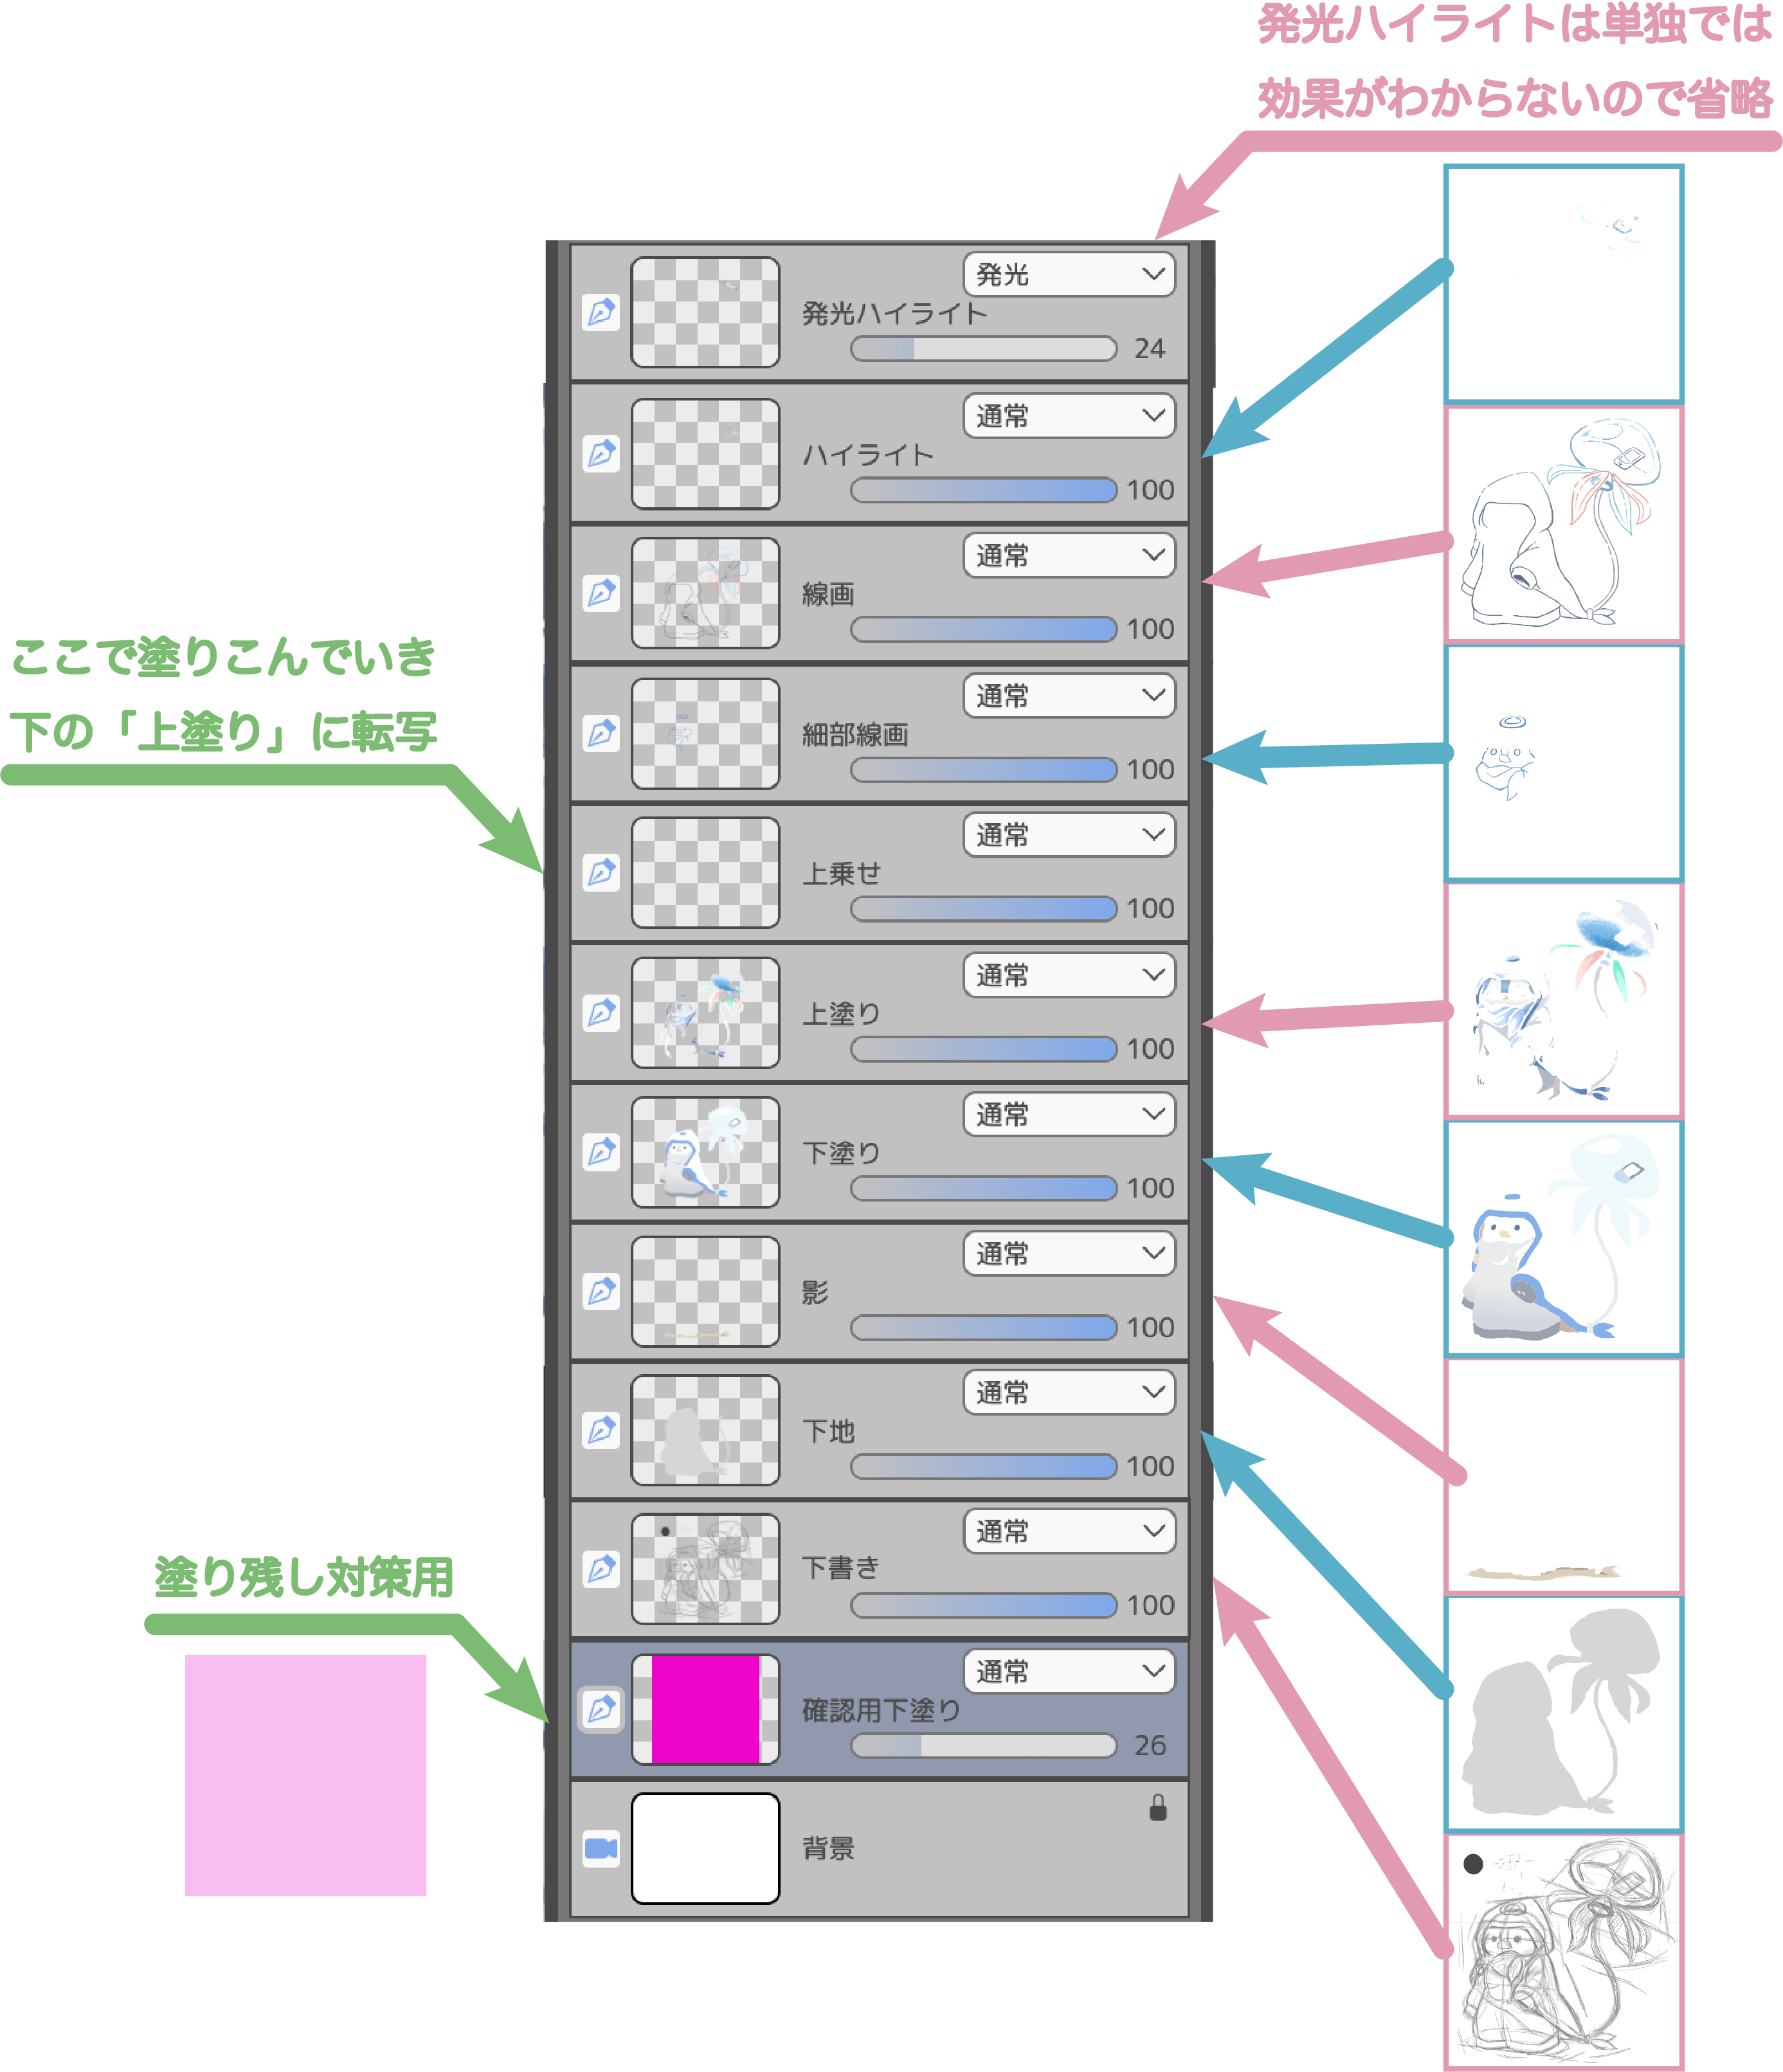 発光ハイライトは単独では
効果がわからないので省略
発光
発光ハイライト
24
通常
ハイライト
100
通常
線画
100
通常
細部線画
100
ここで塗りこんでいき
下の「上塗り」に転写
通常
上乗せ
100
通常
上塗り
100
通常
下塗り
100
通常
影
100
通常
下地
100
通常
下書き
100
塗り残し対策用
通常
確認用下塗り
26
背景